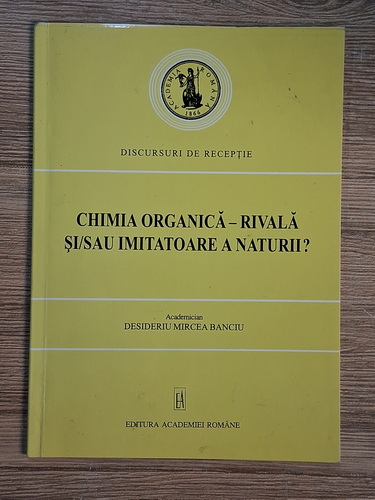 ACADEMIA ROMÂNĂ
1866
DISCURSURI DE RECEPȚIE
CHIMIA ORGANICĂ – RIVALĂ
ȘI/SAU IMITATOARE A NATURII?
Academician
DESIDERIU MIRCEA BANCIU
EA
EDITURA ACADEMIEI ROMÂNE